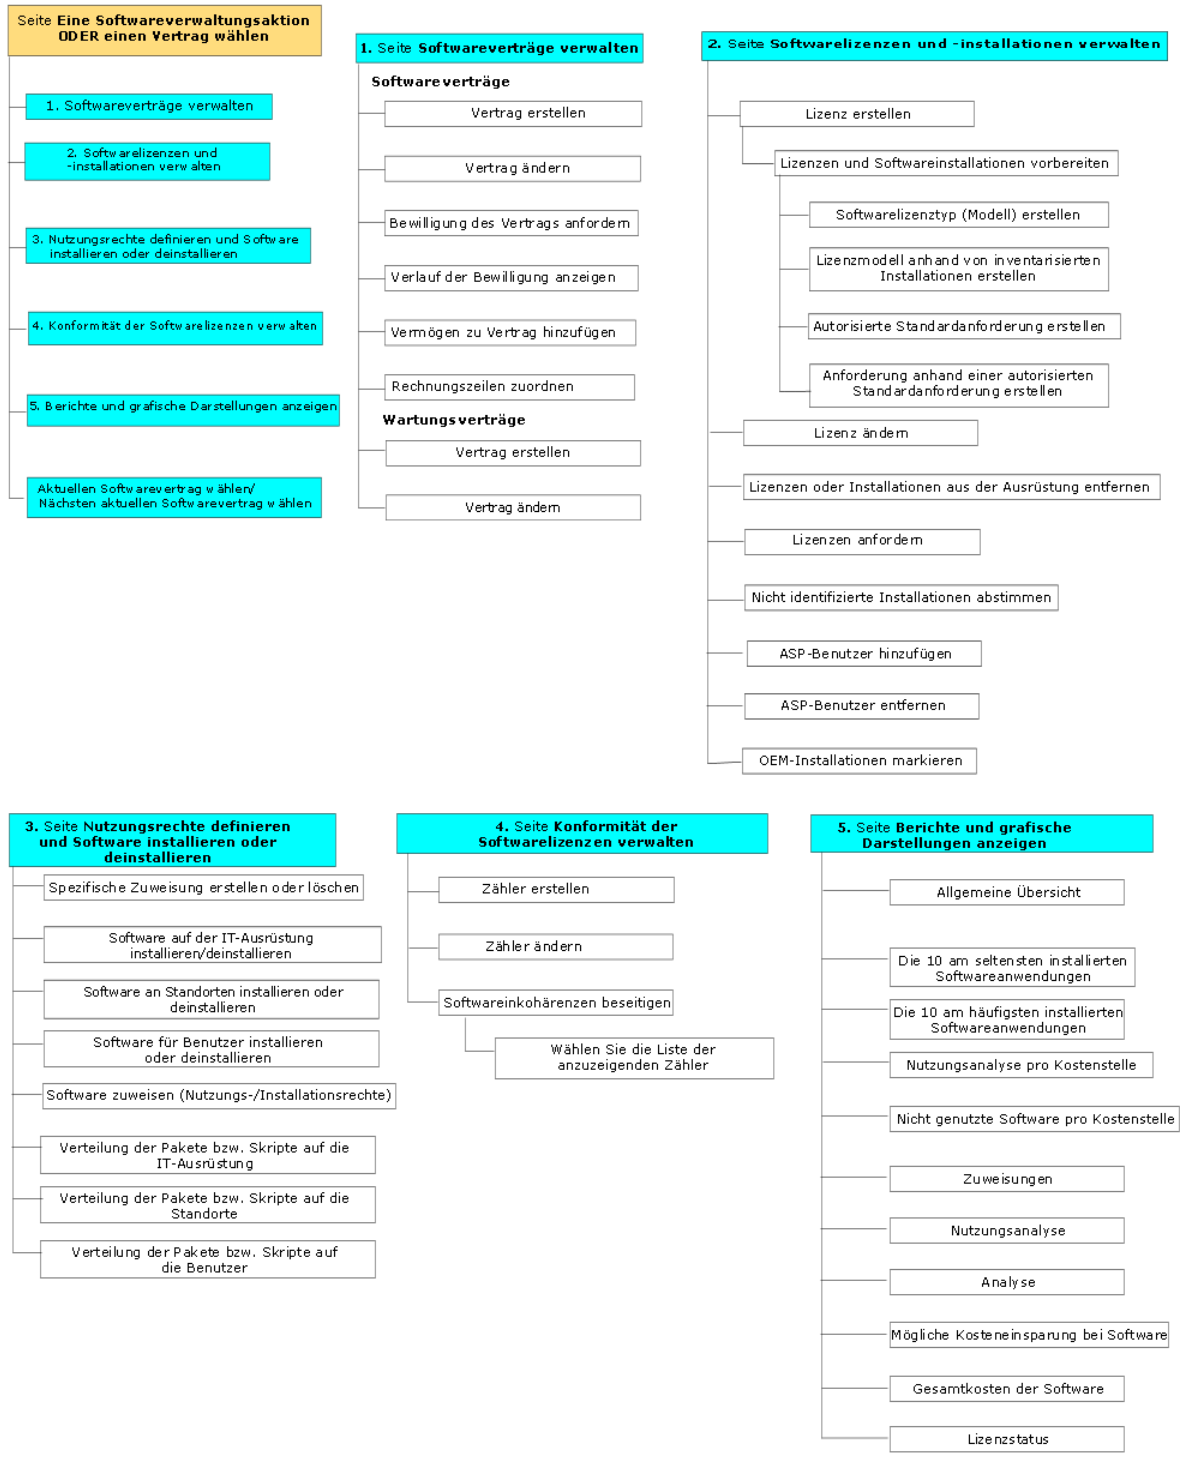 Seite Eine Softwareverwaltungsaktion
ODER einen Vertrag wählen
1. Softwareverträge verwalten
2. Softwarelizenzen und
-installationen verwalten
3. Nutzungsrechte definieren und Software
installieren oder deinstallieren
4. Konformität der Softwarelizenzen verwalten
5. Berichte und grafische Darstellungen anzeigen
Aktuellen Softwarevertrag wählen/
Nächsten aktuellen Softwarevertrag wählen
1. Seite Softwareverträge verwalten
Softwareverträge
Vertrag erstellen
Vertrag ändern
Bewilligung des Vertrags anfordern
Verlauf der Bewilligung anzeigen
Vermögen zu Vertrag hinzufügen
Rechnungszeilen zuordnen
Wartungsverträge
Vertrag erstellen
Vertrag ändern
2. Seite Softwarelizenzen und -installationen verwalten
Lizenz erstellen
Lizenzen und Softwareinstallationen vorbereiten
Softwarelizenztyp (Modell) erstellen
Lizenzmodell anhand von inventarisierten
Installationen erstellen
Autorisierte Standardanforderung erstellen
Anforderung anhand einer autorisierten
Standardanforderung erstellen
Lizenz ändern
Lizenzen oder Installationen aus der Ausrüstung entfernen
Lizenzen anfordern
Nicht identifizierte Installationen abstimmen
ASP-Benutzer hinzufügen
ASP-Benutzer entfernen
OEM-Installationen markieren
3. Seite Nutzungsrechte definieren
und Software installieren oder
deinstallieren
Spezifische Zuweisung erstellen oder löschen
Software auf der IT-Ausrüstung
installieren/deinstallieren
Software an Standorten installieren oder
deinstallieren
Software für Benutzer installieren
oder deinstallieren
Software zuweisen (Nutzungs-/Installationsrechte)
Verteilung der Pakete bzw. Skripte auf die
IT-Ausrüstung
Verteilung der Pakete bzw. Skripte auf die
Standorte
Verteilung der Pakete bzw. Skripte auf
die Benutzer
4. Seite Konformität der
Softwarelizenzen verwalten
Zähler erstellen
Zähler ändern
Softwareinkohärenzen beseitigen
Wählen Sie die Liste der
anzuzeigenden Zähler
5. Seite Berichte und grafische
Darstellungen anzeigen
Allgemeine Übersicht
Die 10 am seltensten installierten
Softwareanwendungen
Die 10 am häufigsten installierten
Softwareanwendungen
Nutzungsanalyse pro Kostenstelle
Nicht genutzte Software pro Kostenstelle
Zuweisungen
Nutzungsanalyse
Analyse
Mögliche Kosteneinsparung bei Software
Gesamtkosten der Software
Lizenzstatus